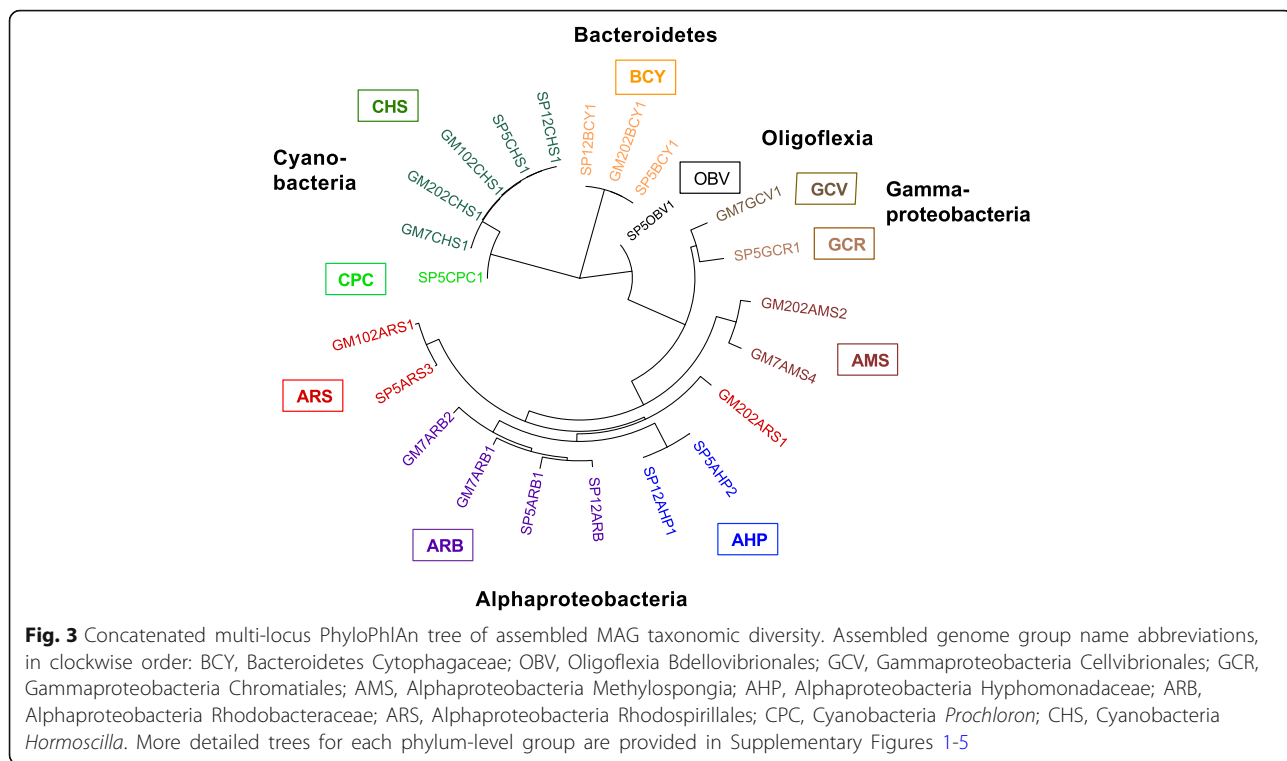 Bacteroidetes
BCY
CHS
SP12CHS1
SP5CHS1
GM102CHS1
GM202CHS1
GM7CHS1
Cyano-
bacteria
SP12BCY1
GM202BCY1
SP5BCY1
Oligoflexia
OBV
SP5OBV1
GCV
GM7GCV1
Gamma-
proteobacteria
GCR
SP5GCR1
CPC
SP5CPC1
GM202AMS2
GM7AMS4
AMS
GM102ARS1
SP5ARS3
ARS
GM202ARS1
GM7ARB2
GM7ARB1
SP5ARB1
SP12ARB
ARB
SP12AHP1
SP5AHP2
AHP
Alphaproteobacteria
Fig. 3 Concatenated multi-locus PhyloPhlAn tree of assembled MAG taxonomic diversity. Assembled genome group name abbreviations,
in clockwise order: BCY, Bacteroidetes Cytophagaceae; OBV, Oligoflexia Bdellovibrionales; GCV, Gammaproteobacteria Cellvibrionales; GCR,
Gammaproteobacteria Chromatiales; AMS, Alphaproteobacteria Methylospongia; AHP, Alphaproteobacteria Hyphomonadaceae; ARB,
Alphaproteobacteria Rhodobacteraceae; ARS, Alphaproteobacteria Rhodospirillales; CPC, Cyanobacteria Prochloron; CHS, Cyanobacteria
Hormoscilla. More detailed trees for each phylum-level group are provided in Supplementary Figures 1-5